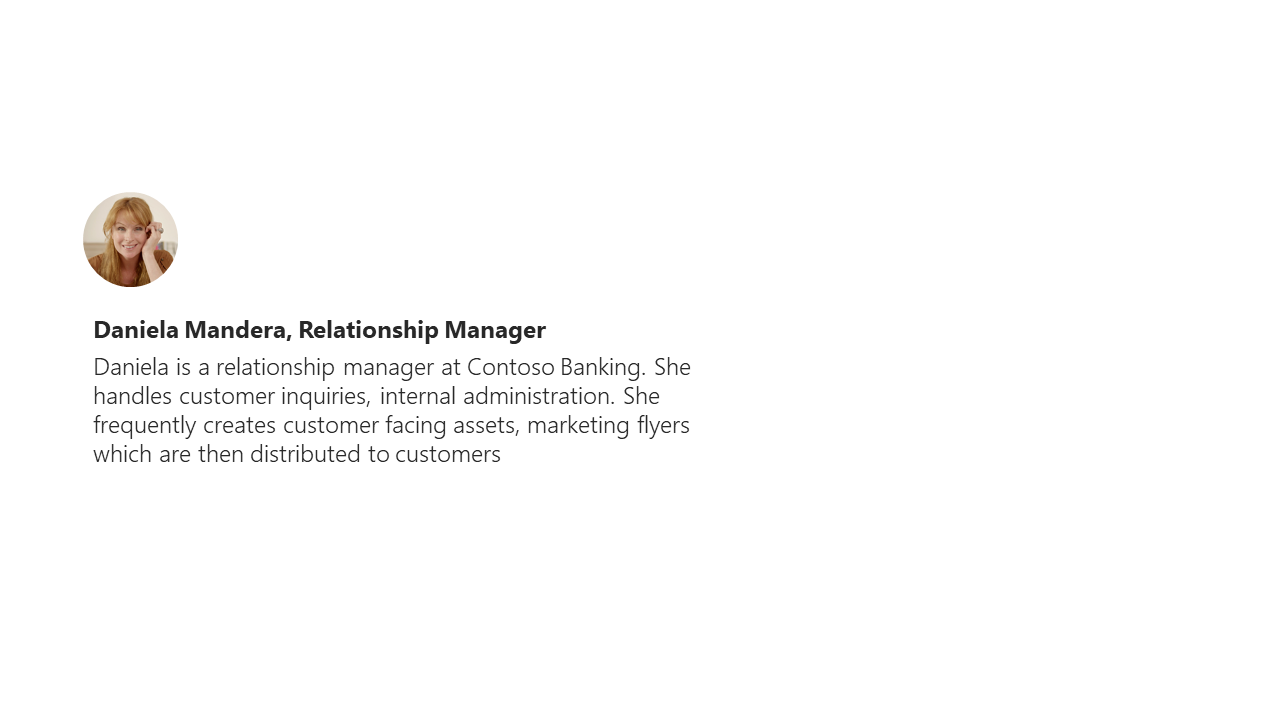 Daniela Mandera, Relationship Manager
Daniela is a relationship manager at Contoso Banking. She
handles customer inquiries, internal administration. She
frequently creates customer facing assets, marketing flyers
which are then distributed to customers